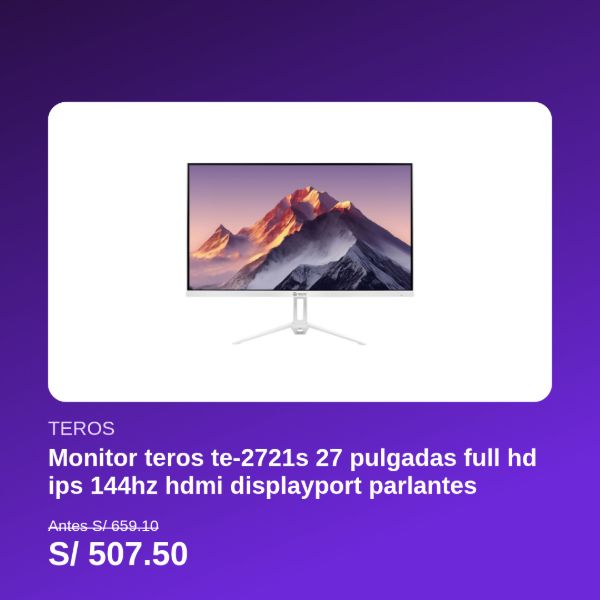 TEROS
Monitor teros te-2721s 27 pulgadas full hd
ips 144hz hdmi displayport parlantes
Antes S/ 659.10
S/ 507.50